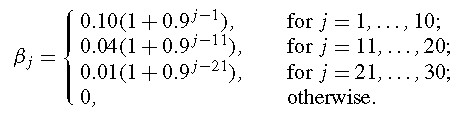 β_j = { 0.10(1+0.9^{j−1}), for j = 1, . . . , 10;
0.04(1+0.9^{j−11}), for j = 11, . . . , 20;
0.01(1+0.9^{j−21}), for j = 21, . . . , 30;
0, otherwise.